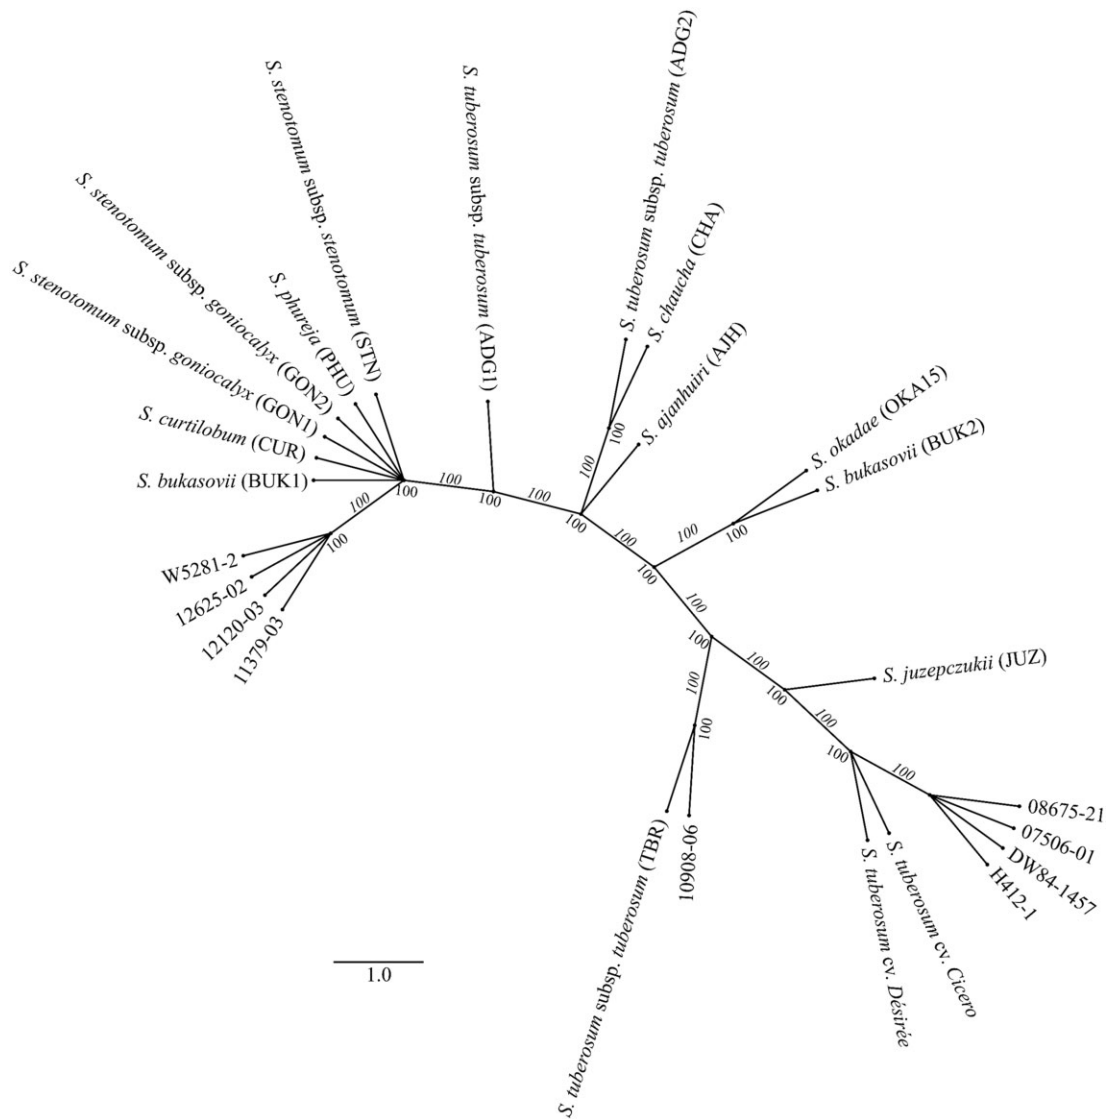 S. tuberosum subsp. tuberosum (ADG2)
S. stenotomum subsp. stenotomum (STN)
S. tuberosum subsp. tuberosum (ADG1)
S. stenotomum subsp. goniocalyx (GON2)
S. chaucha (CHA)
S. stenotomum subsp. goniocalyx (GON1)
S. phureja (PHU)
S. ajanhuiri (AJH)
S. curtilobum (CUR)
S. okadae (OKA15)
S. bukasovii (BUK2)
S. bukasovii (BUK1)
100
100
100
100
100
100
100
100
100
100
100
100
100
W5281-2
12625-02
12120-03
11379-03
100
100
100
100
100
100
100
100
100
S. juzepczukii (JUZ)
08675-21
07506-01
DW84-1457
H412-1
S. tuberosum subsp. tuberosum (TBR)
10908-06
S. tuberosum cv. Désirée
S. tuberosum cv. Cicero
1.0